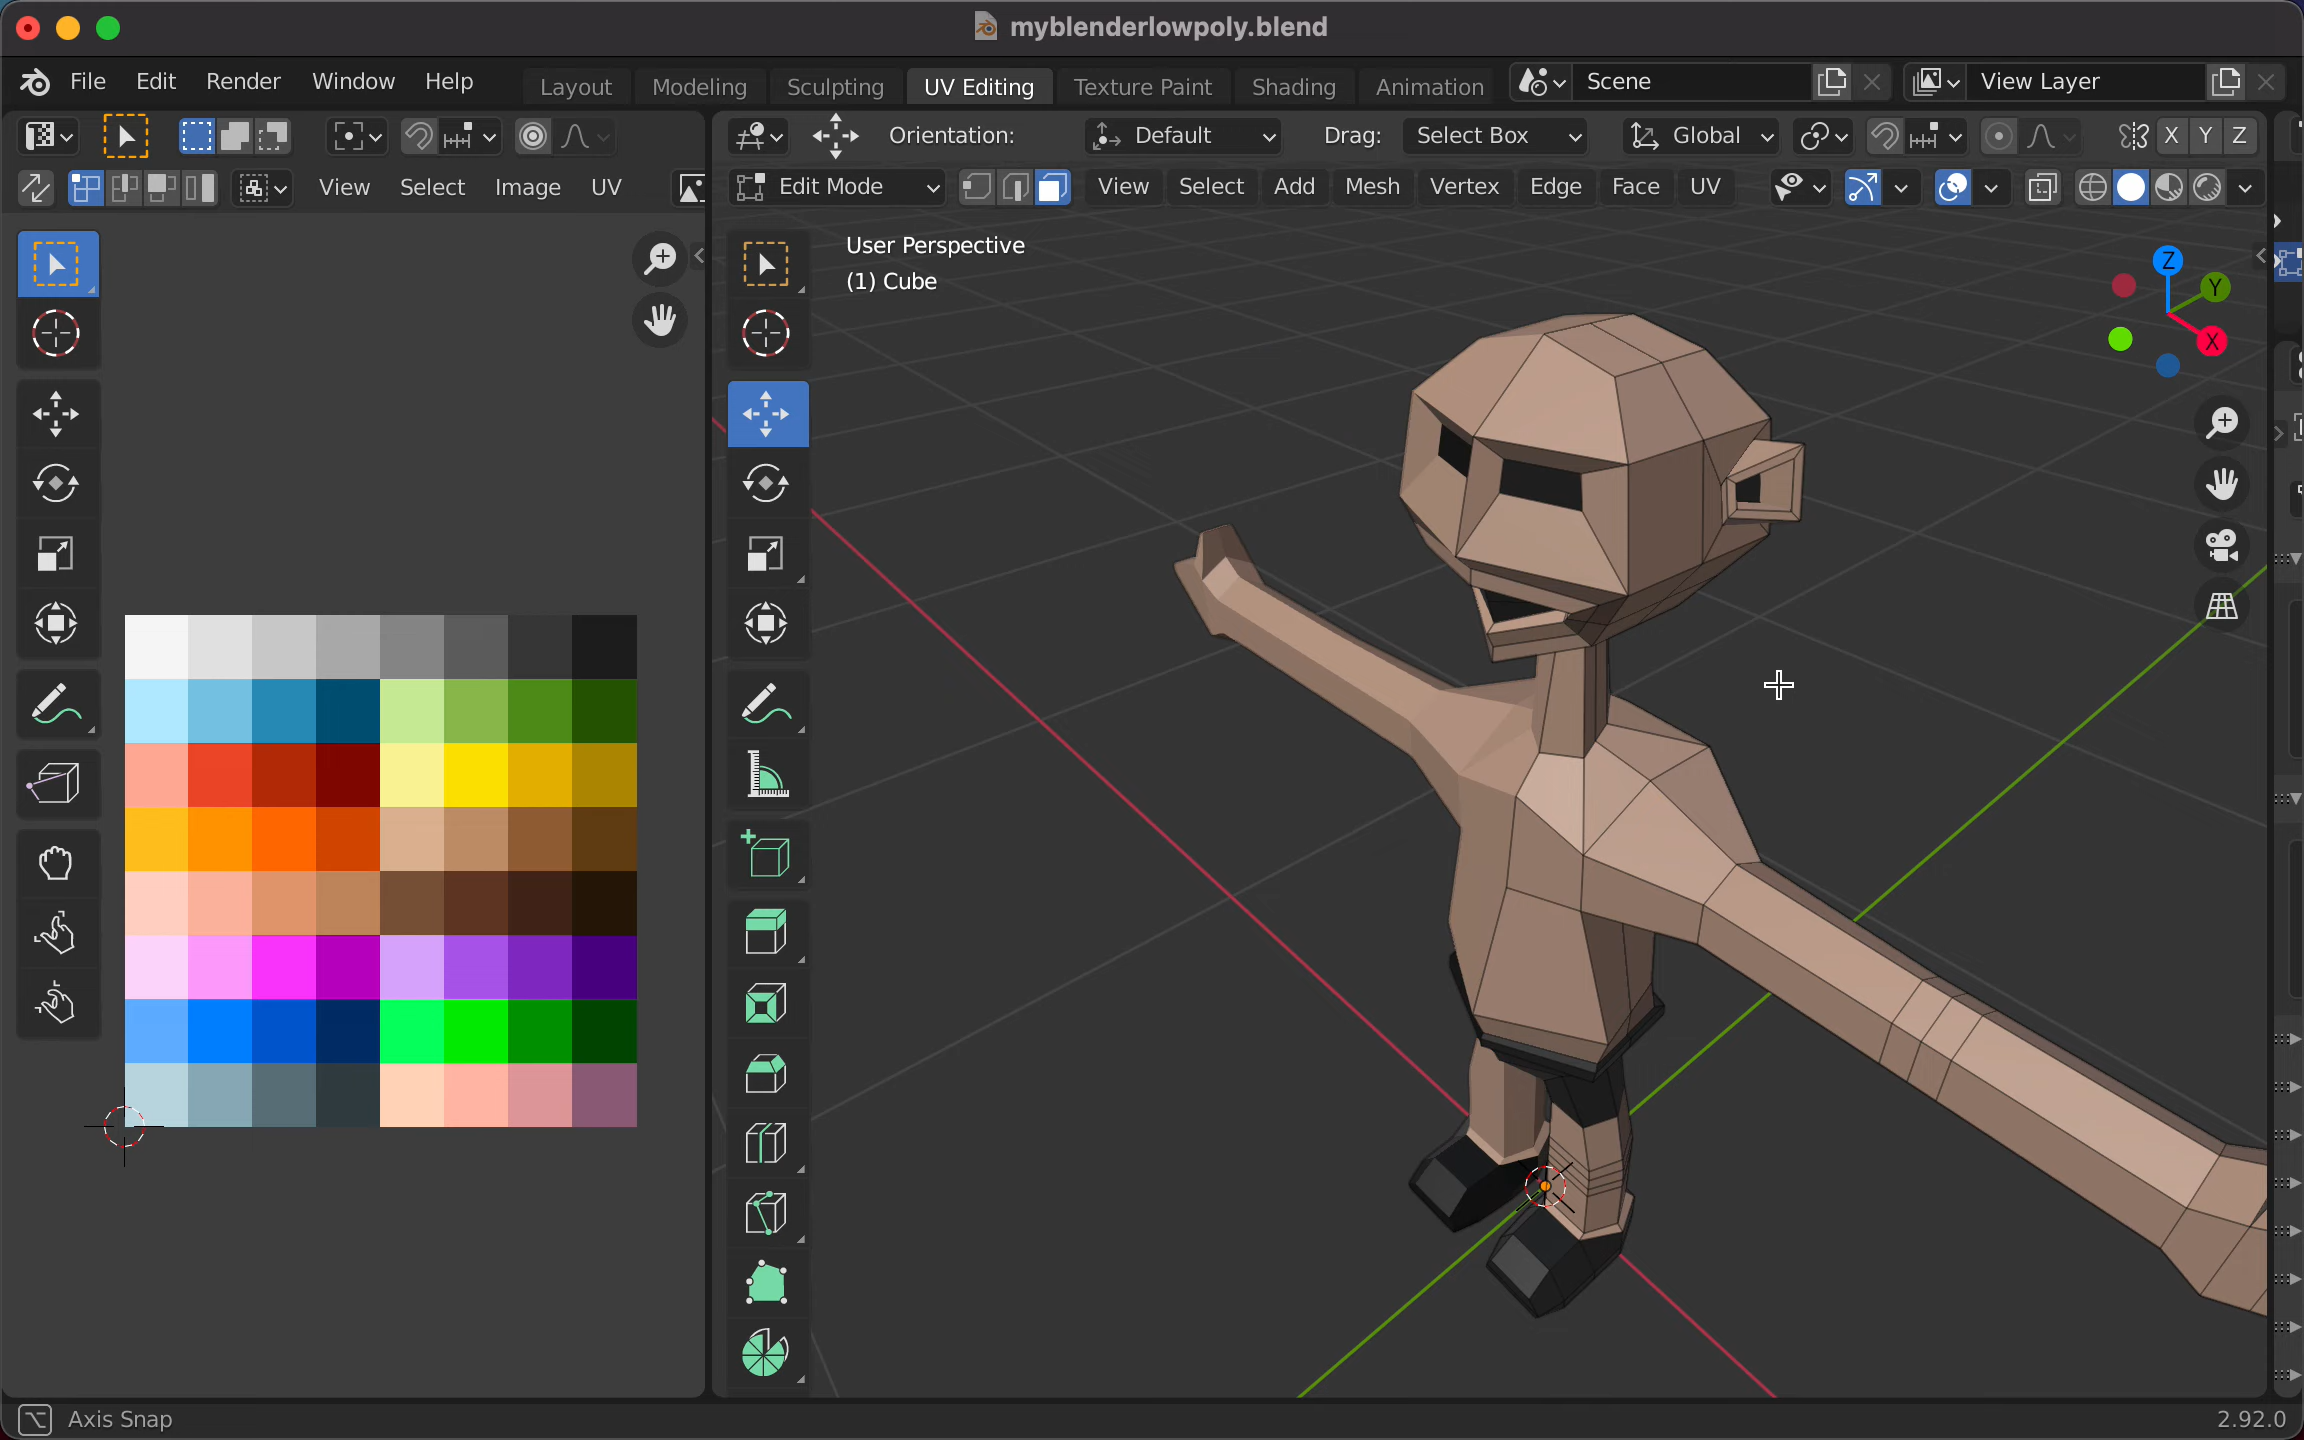 myblenderlowpoly.blend
File Edit Render Window Help Layout Modeling Sculpting UV Editing Texture Paint Shading Animation Scene View Layer
Orientation: Default Drag: Select Box Global X Y Z
View Select Image UV Edit Mode View Select Add Mesh Vertex Edge Face UV
User Perspective
(1) Cube
Z
Y
X
Axis Snap 2.92.0